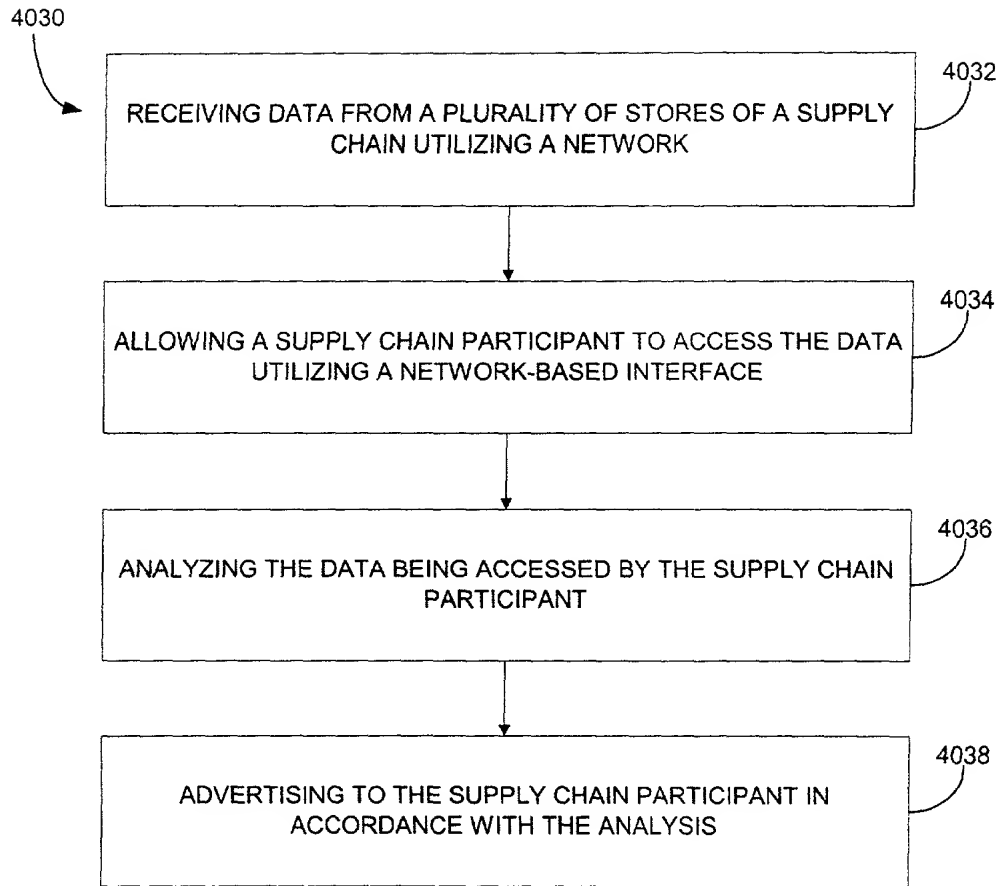 4030
4032
RECEIVING DATA FROM A PLURALITY OF STORES OF A SUPPLY
CHAIN UTILIZING A NETWORK
4034
ALLOWING A SUPPLY CHAIN PARTICIPANT TO ACCESS THE DATA
UTILIZING A NETWORK-BASED INTERFACE
4036
ANALYZING THE DATA BEING ACCESSED BY THE SUPPLY CHAIN
PARTICIPANT
4038
ADVERTISING TO THE SUPPLY CHAIN PARTICIPANT IN
ACCORDANCE WITH THE ANALYSIS